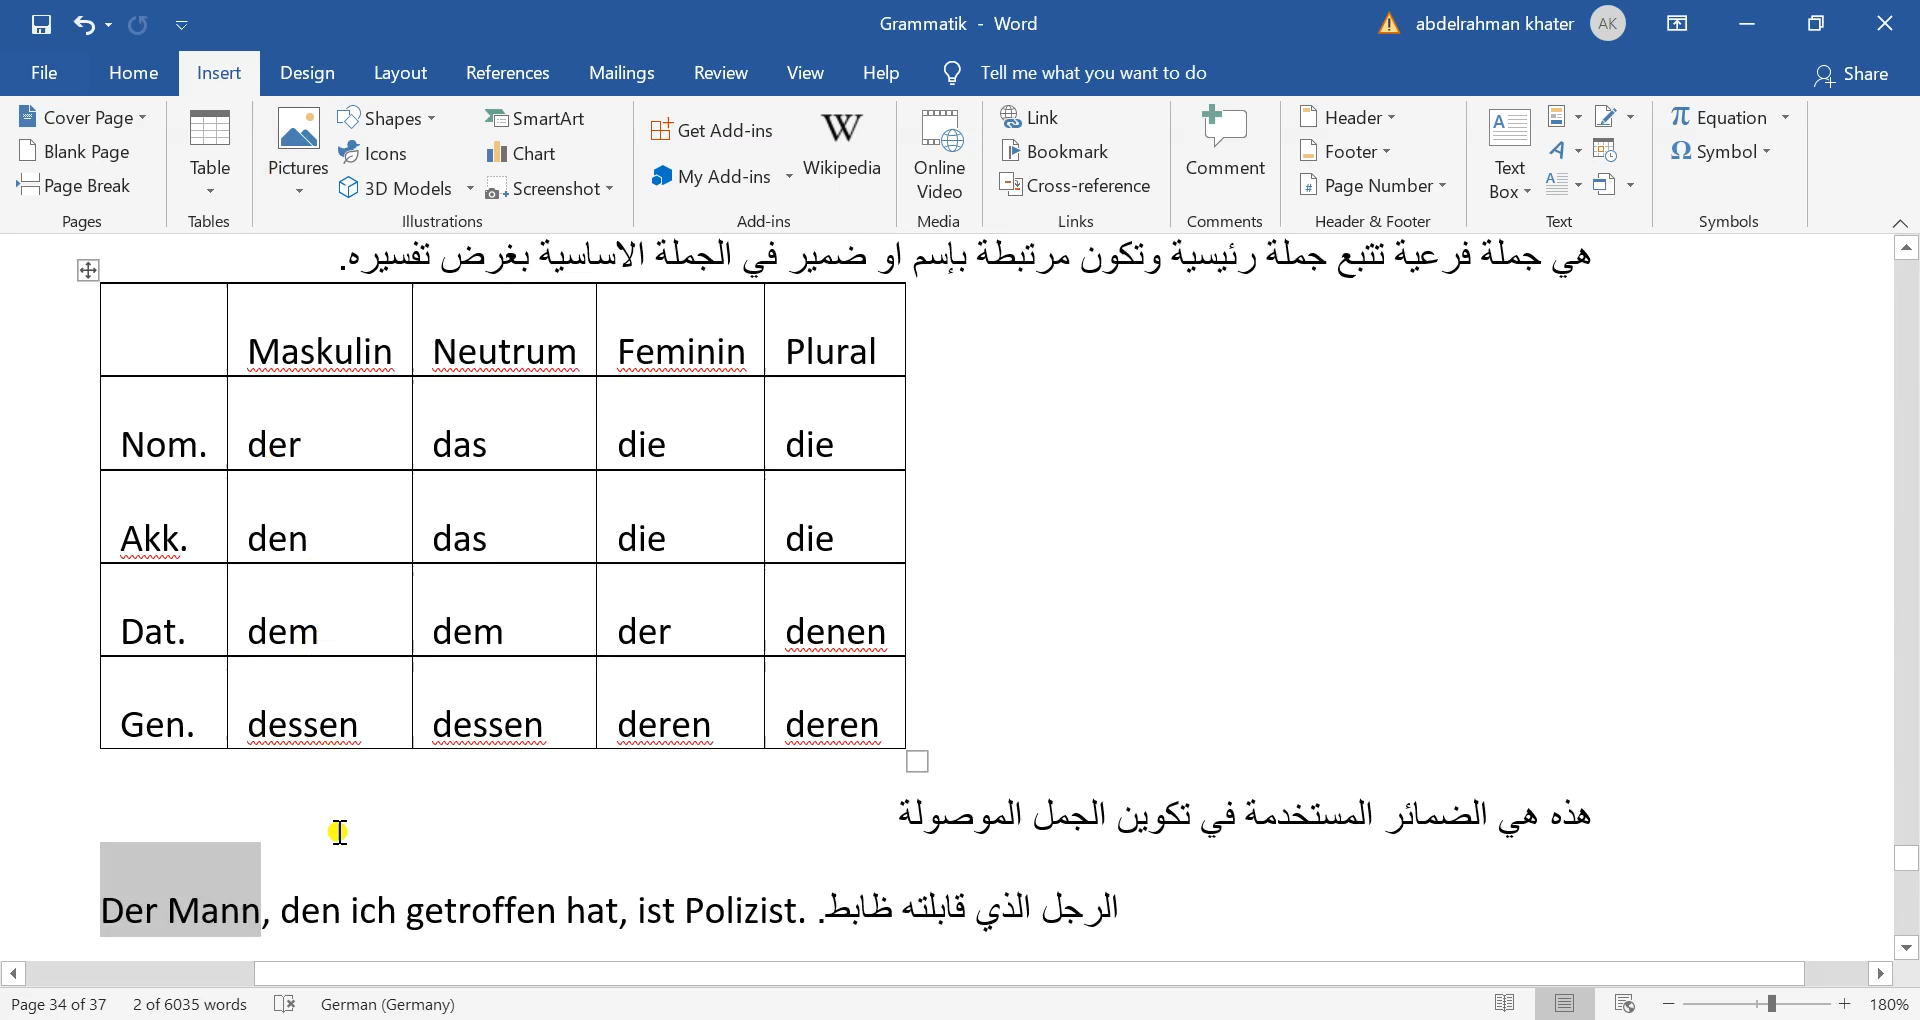 Grammatik - Word
abdelrahman khater
AK
File Home Insert Design Layout References Mailings Review View Help Tell me what you want to do Share
Cover Page
Blank Page
Page Break
Pages
Table
Tables
Pictures
Shapes
Icons
3D Models
SmartArt
Chart
Screenshot
Illustrations
Get Add-ins
My Add-ins
Wikipedia
Add-ins
Online
Video
Media
Link
Bookmark
Cross-reference
Links
Comment
Comments
Header
Footer
Page Number
Header & Footer
Text
Box
Text
Equation
Symbol
Symbols
هي جملة فرعية تتبع جملة رئيسية وتكون مرتبطة بإسم او ضمير في الجملة الاساسية بغرض تفسيره.
Maskulin Neutrum Feminin Plural
Nom. der das die die
Akk. den das die die
Dat. dem dem der denen
Gen. dessen dessen deren deren
هذه هي الضمائر المستخدمة في تكوين الجمل الموصولة
Der Mann, den ich getroffen hat, ist Polizist. الرجل الذي قابلته ظابط.
Page 34 of 37 2 of 6035 words German (Germany) 180%